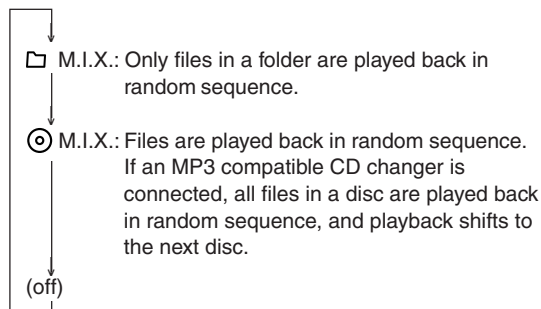 M.I.X.: Only files in a folder are played back in
random sequence.
M.I.X.: Files are played back in random sequence.
If an MP3 compatible CD changer is
connected, all files in a disc are played back
in random sequence, and playback shifts to
the next disc.
(off)